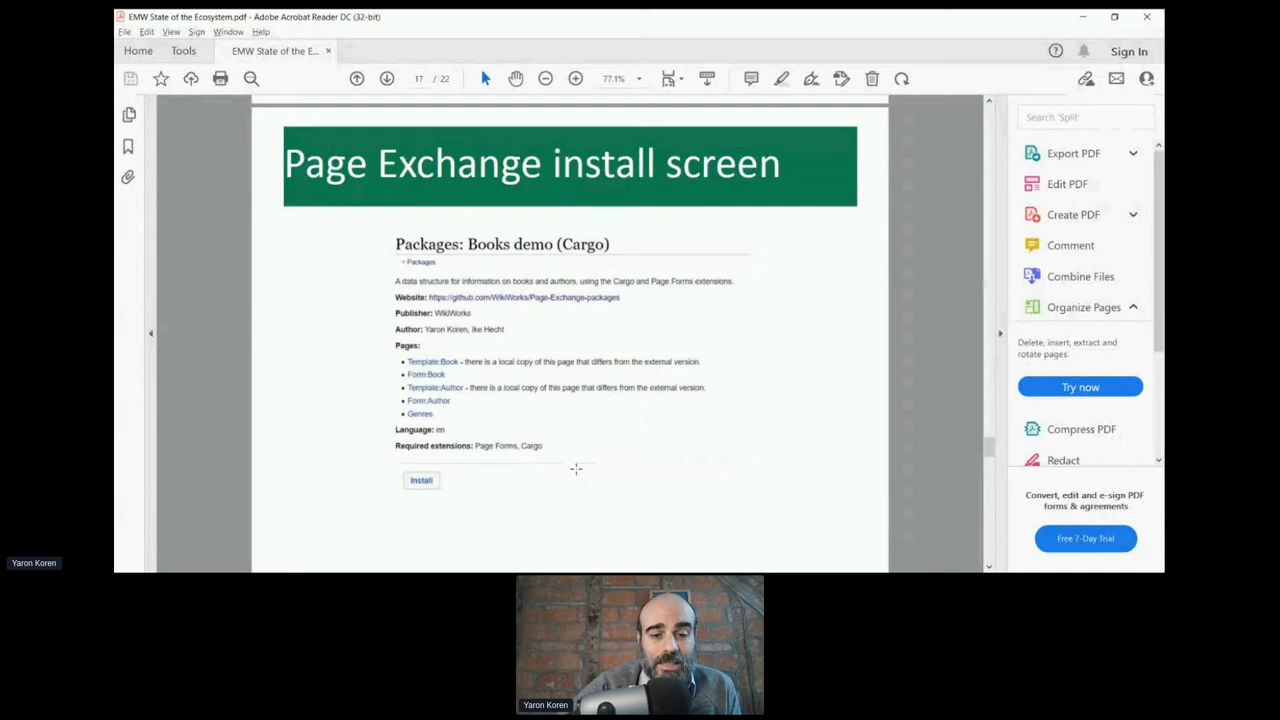 EMW State of the Ecosystem.pdf - Adobe Acrobat Reader DC (32-bit)
File Edit View Sign Window Help
Home Tools EMW State of the E... × Sign In
17 / 22 77.1%
Search 'Split'
Export PDF
Edit PDF
Create PDF
Comment
Combine Files
Organize Pages
Delete, insert, extract and
rotate pages.
Try now
Compress PDF
Redact
Convert, edit and e-sign PDF
forms & agreements
Free 7-Day Trial
Page Exchange install screen
Packages: Books demo (Cargo)
Packages
A data structure for information on books and authors, using the Cargo and Page Forms extensions.
Website: https://github.com/WikiWorks/Page-Exchange-packages
Publisher: WikiWorks
Author: Yaron Koren, Ike Hecht
Pages:
• Template:Book - there is a local copy of this page that differs from the external version.
• Form:Book
• Template:Author - there is a local copy of this page that differs from the external version.
• Form:Author
• Genres
Language: en
Required extensions: Page Forms, Cargo
Install
Yaron Koren
Yaron Koren